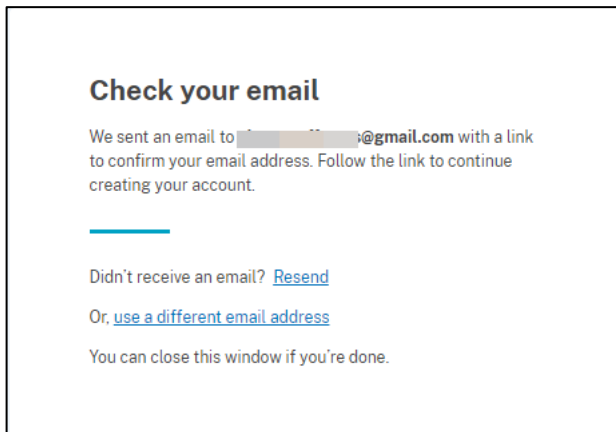 Check your email
We sent an email to s@gmail.com with a link
to confirm your email address. Follow the link to continue
creating your account.
Didn't receive an email? Resend
Or, use a different email address
You can close this window if you're done.